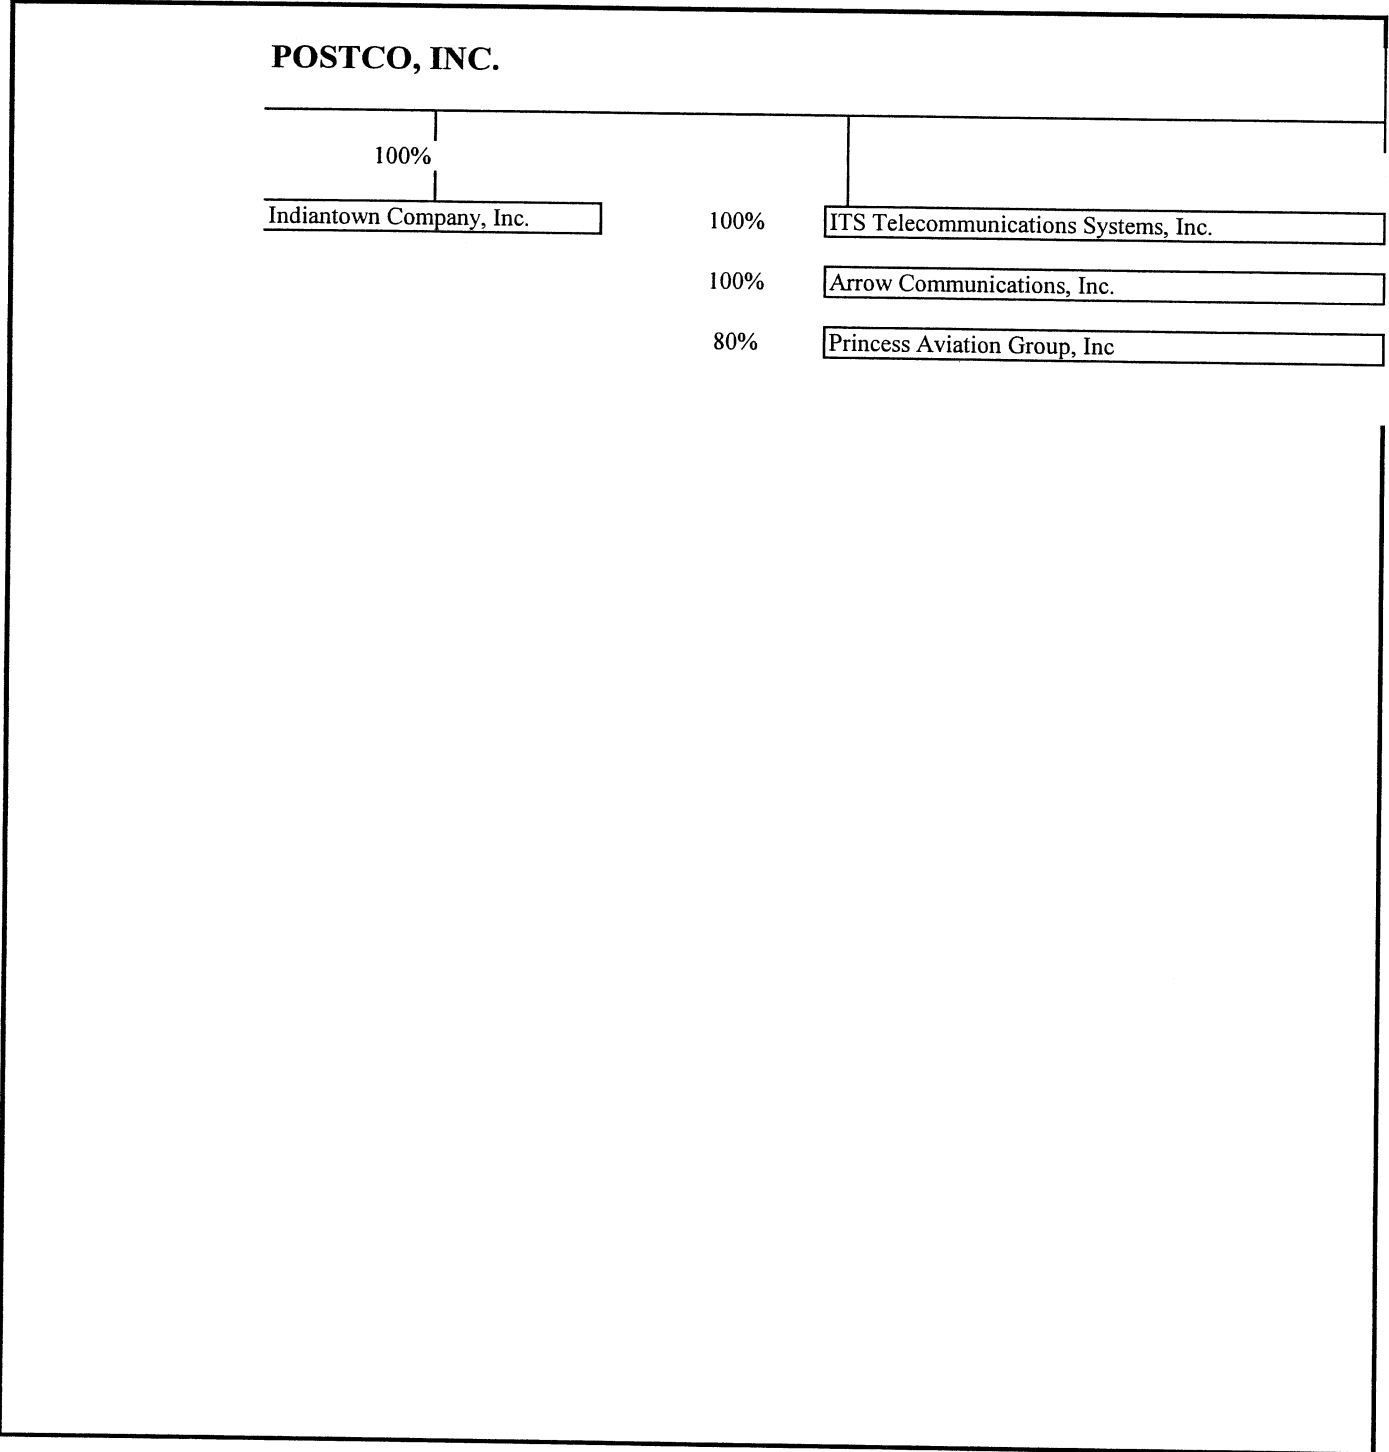 POSTCO, INC.
100%
Indiantown Company, Inc.
100% ITS Telecommunications Systems, Inc.
100% Arrow Communications, Inc.
80% Princess Aviation Group, Inc